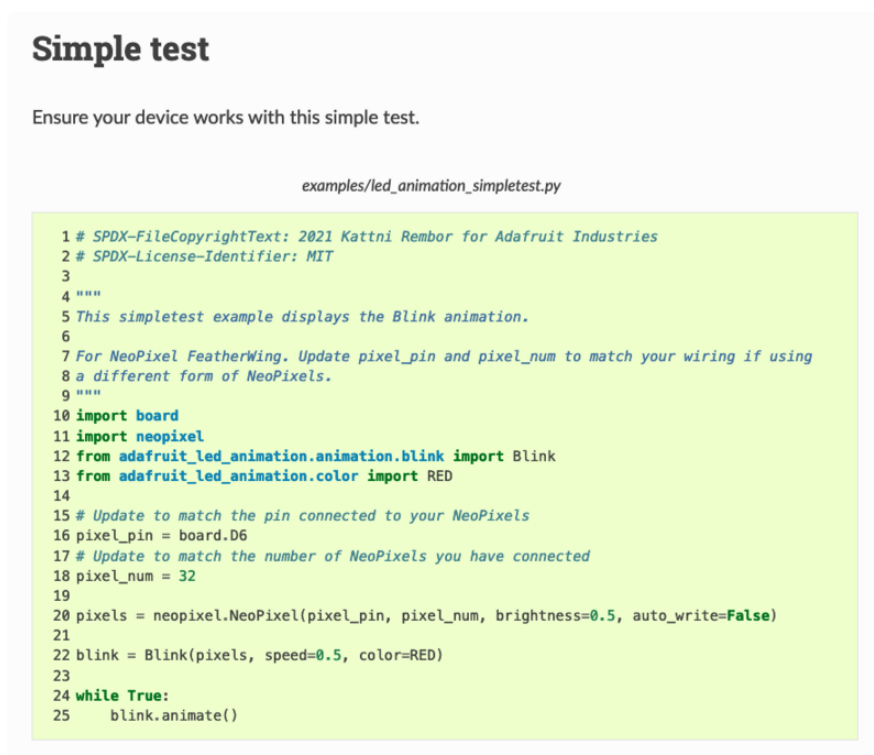 Simple test
Ensure your device works with this simple test.
examples/led_animation_simpletest.py
1 # SPDX-FileCopyrightText: 2021 Kattni Rembor for Adafruit Industries
2 # SPDX-License-Identifier: MIT
3
4 """
5 This simpletest example displays the Blink animation.
6
7 For NeoPixel FeatherWing. Update pixel_pin and pixel_num to match your wiring if using
8 a different form of NeoPixels.
9 """
10 import board
11 import neopixel
12 from adafruit_led_animation.animation.blink import Blink
13 from adafruit_led_animation.color import RED
14
15 # Update to match the pin connected to your NeoPixels
16 pixel_pin = board.D6
17 # Update to match the number of NeoPixels you have connected
18 pixel_num = 32
19
20 pixels = neopixel.NeoPixel(pixel_pin, pixel_num, brightness=0.5, auto_write=False)
21
22 blink = Blink(pixels, speed=0.5, color=RED)
23
24 while True:
25     blink.animate()